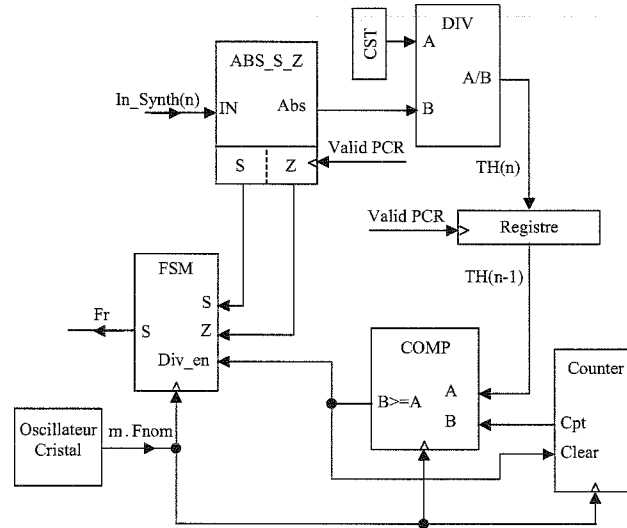 DIV
CST
A
A/B
B
ABS_S_Z
In_Synth(n)
IN
Abs
S
Z
Valid PCR
TH(n)
Valid PCR
Registre
TH(n-1)
FSM
Fr
S
S
Z
Div_en
COMP
B>=A
A
B
Counter
Cpt
Clear
Oscillateur
Cristal
m . Fnom